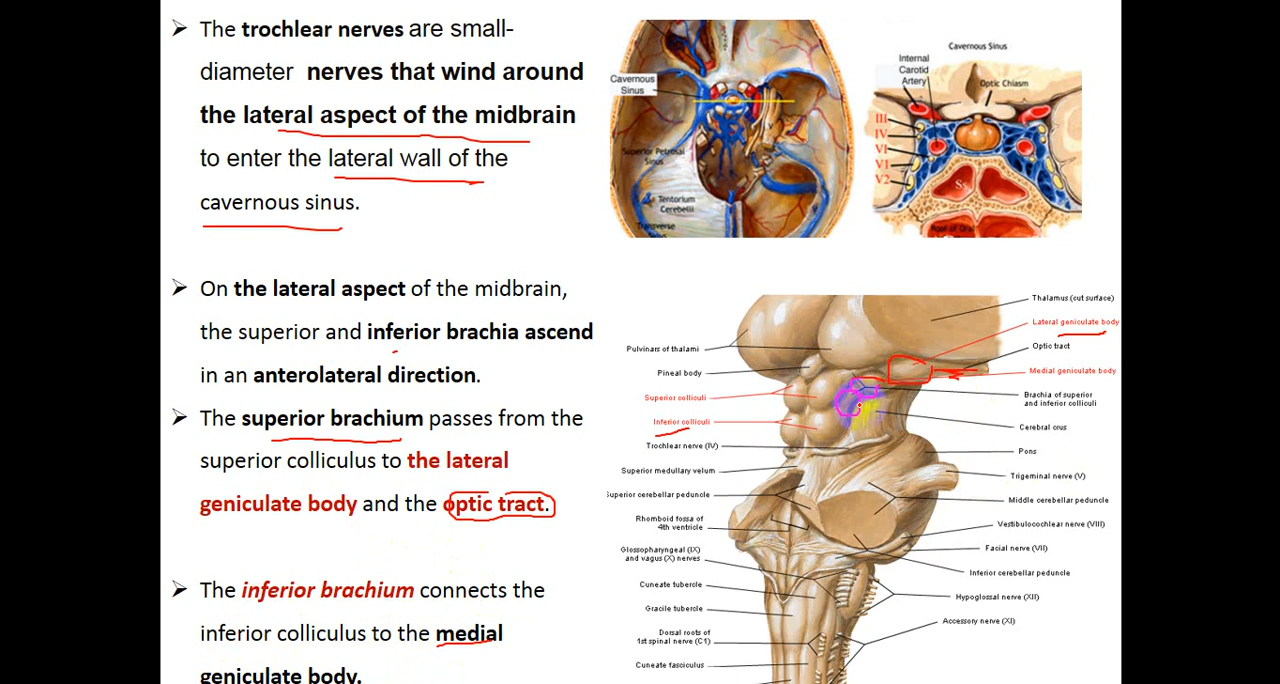 ➢ The trochlear nerves are small-
diameter nerves that wind around
the lateral aspect of the midbrain
to enter the lateral wall of the
cavernous sinus.
➢ On the lateral aspect of the midbrain,
the superior and inferior brachia ascend
in an anterolateral direction.
➢ The superior brachium passes from the
superior colliculus to the lateral
geniculate body and the optic tract.
➢ The inferior brachium connects the
inferior colliculus to the medial
geniculate body.
Cavernous
Sinus
Superior Petrosal
Sinus
Tentorium
Cerebelli
Transverse
Cavernous Sinus
Internal
Carotid
Artery
Optic Chiasm
III
IV
VI
V1
V2
Ss
Pulvinars of thalami
Pineal body
Superior colliculi
Inferior colliculi
Trochlear nerve (IV)
Superior medullary velum
Superior cerebellar peduncle
Rhomboid fossa of
4th ventricle
Glossopharyngeal (IX)
and vagus (X) nerves
Cuneate tubercle
Gracile tubercle
Dorsal roots of
1st spinal nerve (C1)
Cuneate fasciculus
Thalamus (cut surface)
Lateral geniculate body
Optic tract
Medial geniculate body
Brachia of superior
and inferior colliculi
Cerebral crus
Pons
Trigeminal nerve (V)
Middle cerebellar peduncle
Vestibulocochlear nerve (VIII)
Facial nerve (VII)
Inferior cerebellar peduncle
Hypoglossal nerve (XII)
Accessory nerve (XI)